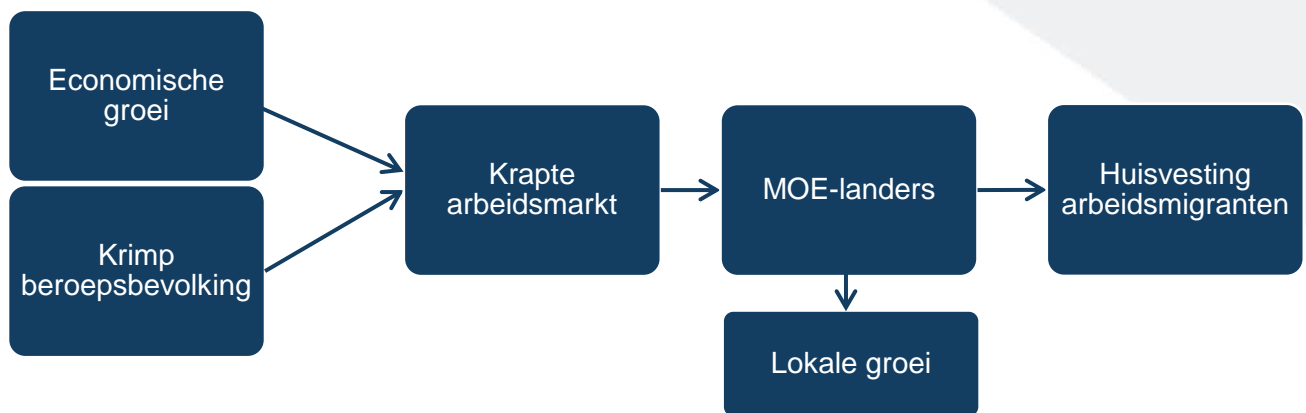 Economische
groei
Krimp
beroepsbevolking
Krapte
arbeidsmarkt
MOE-landers
Lokale groei
Huisvesting
arbeidsmigranten